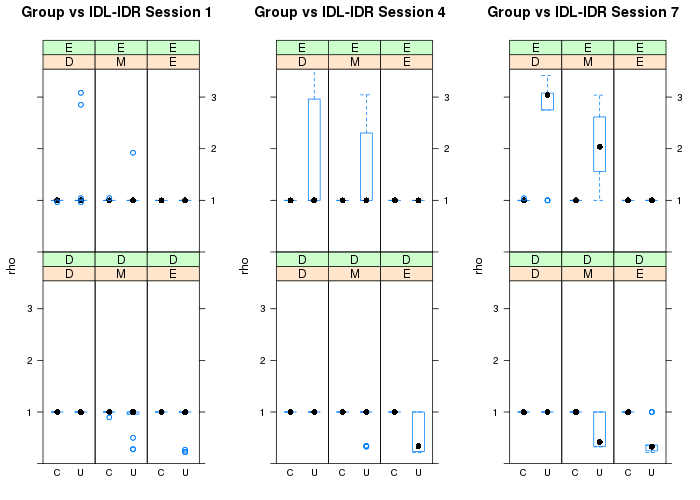 Group vs IDL-IDR Session 1 Group vs IDL-IDR Session 4 Group vs IDL-IDR Session 7
E E E E E E E E E
D M E D M E D M E
3 3 3
2 2 2
1 1 1
rho rho rho
D D D D D D D D D
D M E D M E D M E
3 3 3
2 2 2
1 1 1
C U C U C U C U C U C U C U C U C U